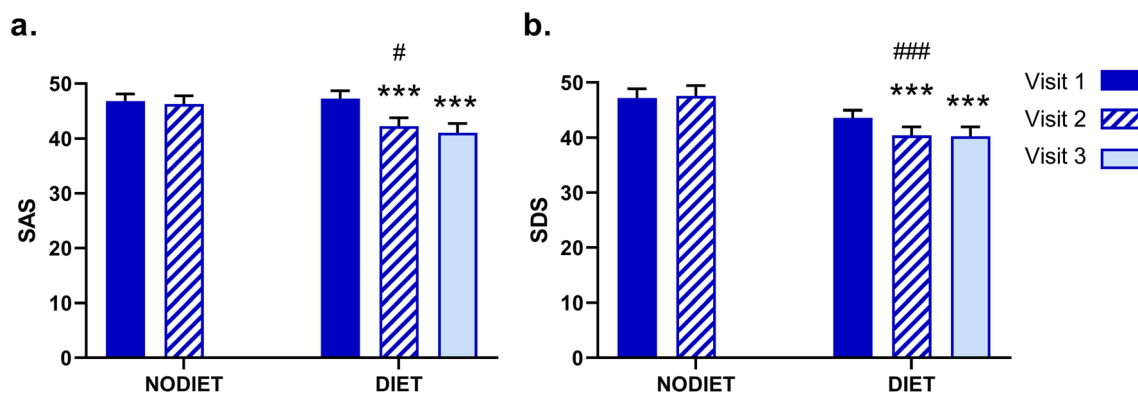 a.
SAS
50
40
30
20
10
0
#
***
***
NODIET
DIET
b.
SDS
50
40
30
20
10
0
###
***
***
NODIET
DIET
Visit 1
Visit 2
Visit 3